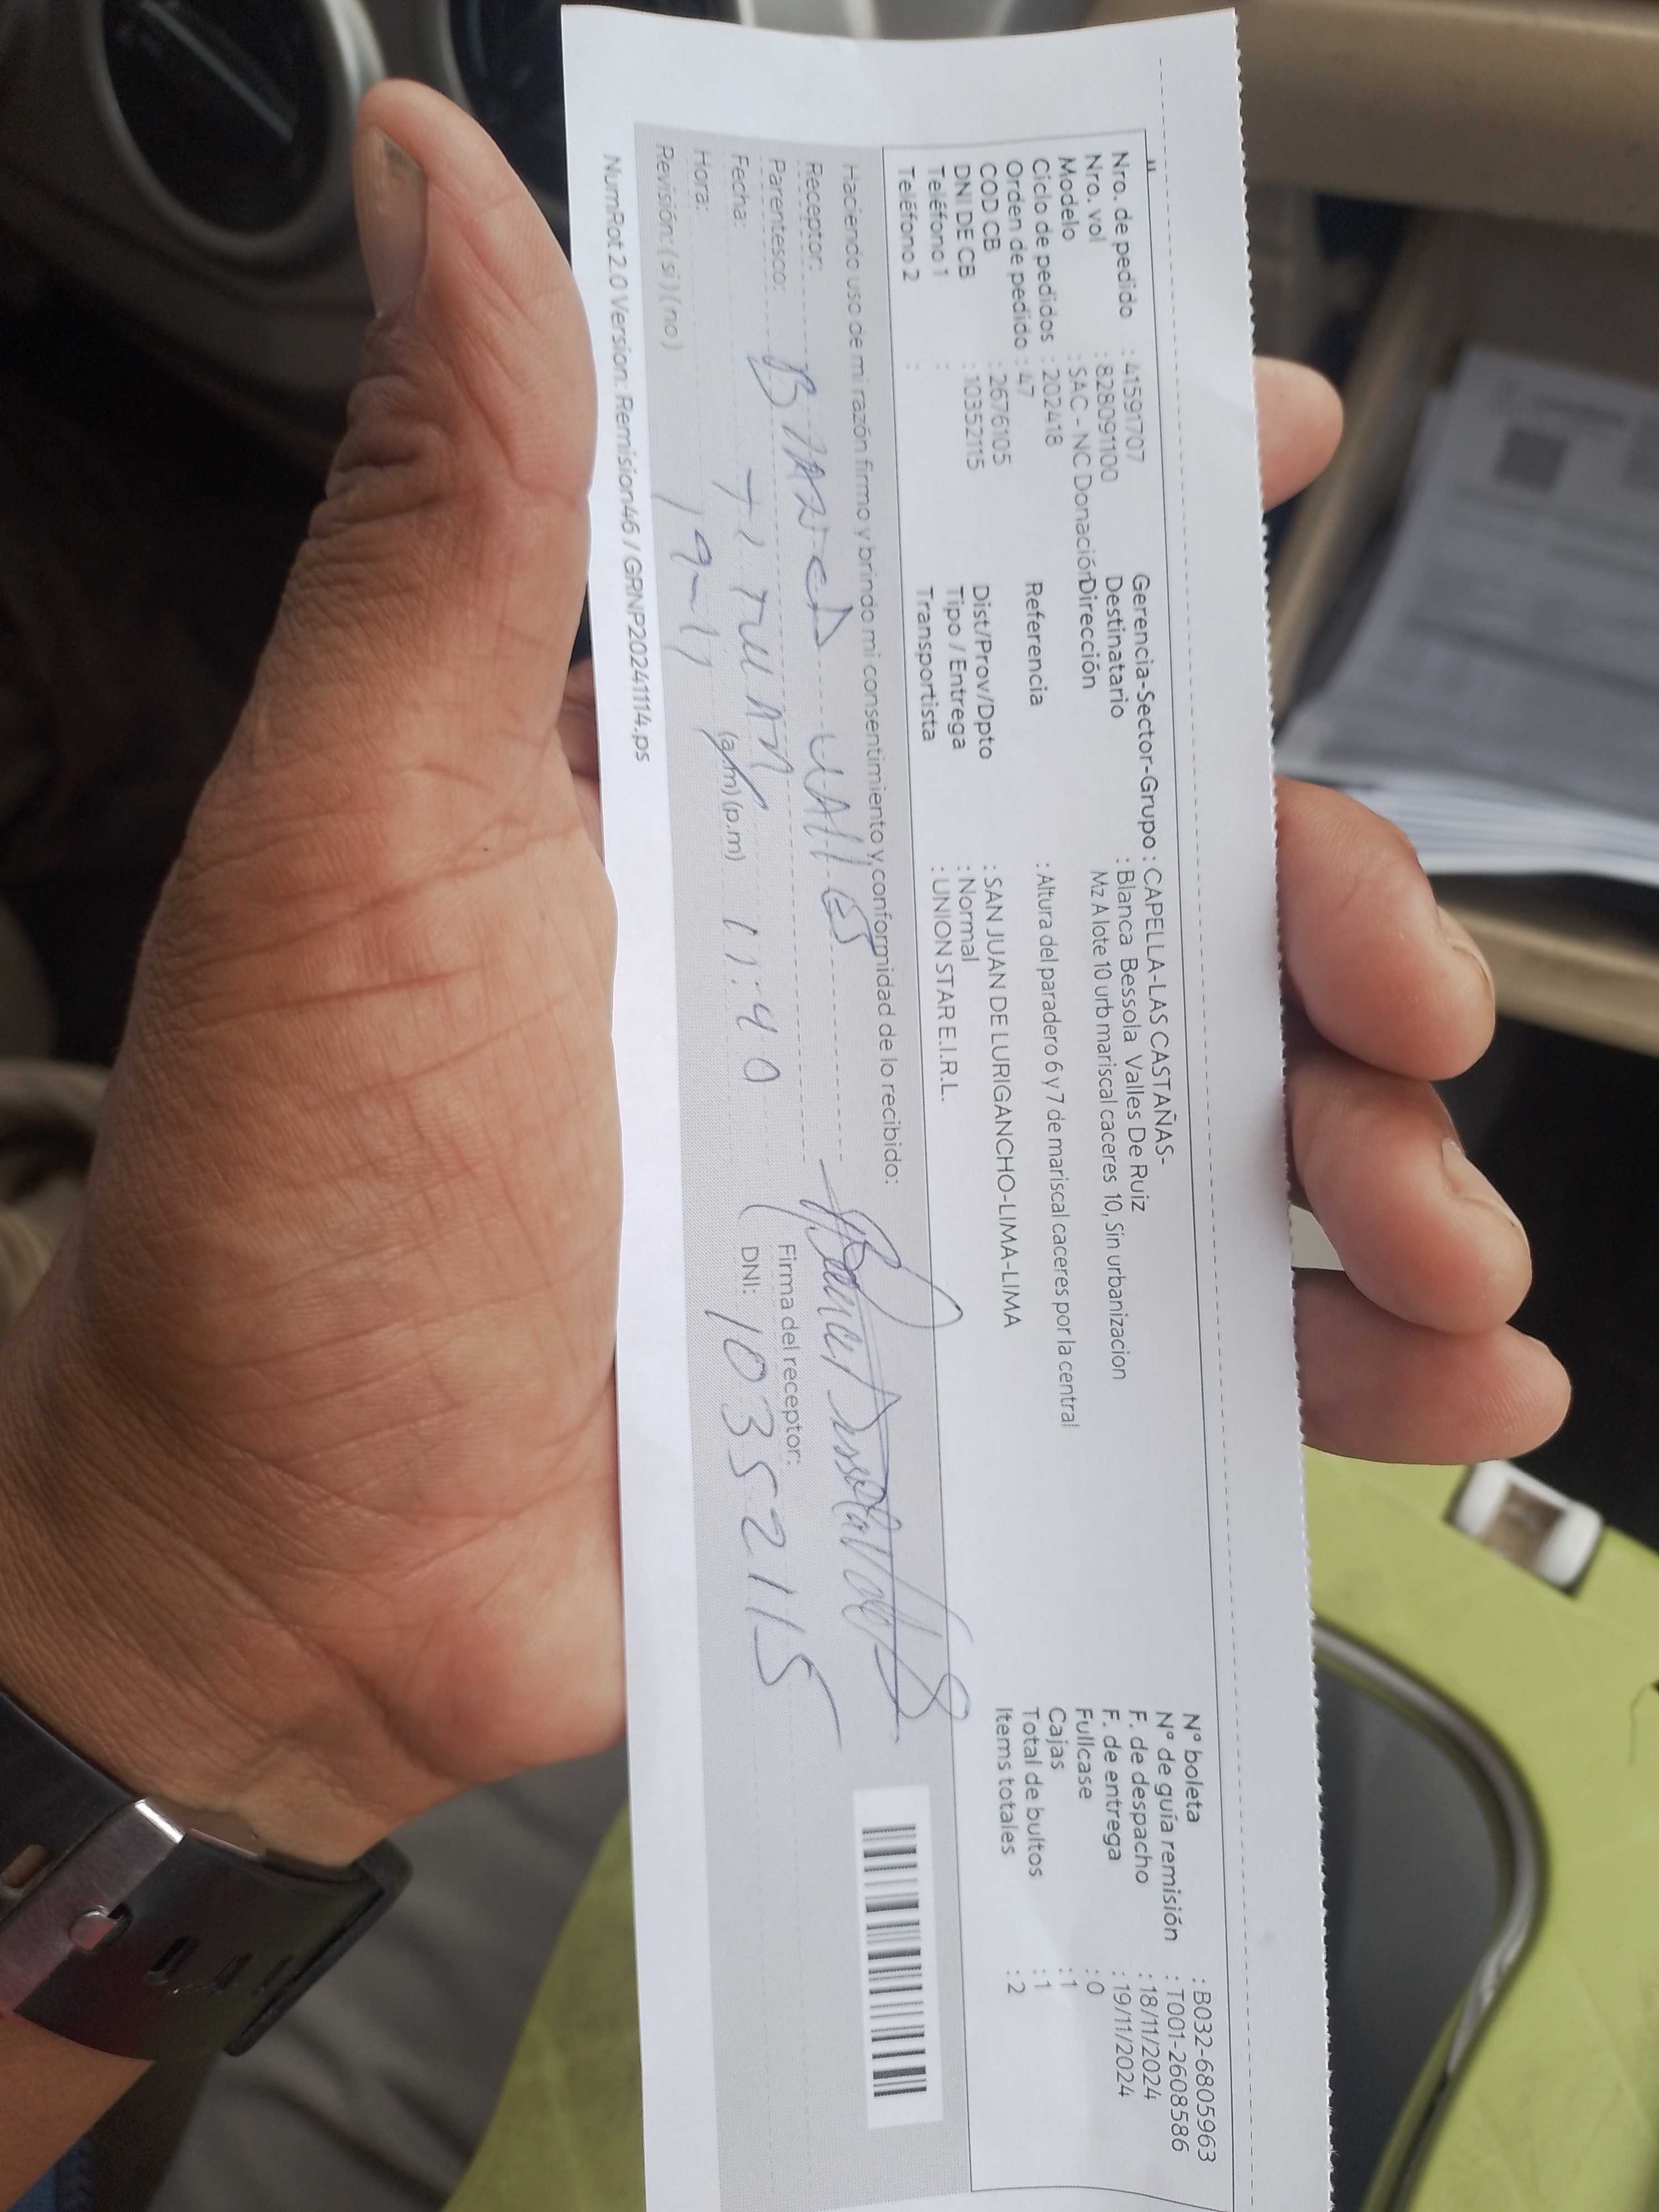 Nro. de pedido : 41591707
Nro. vol : 828091100
Modelo : SAC - NC Donación
Ciclo de pedidos : 202418
Orden de pedido : 47
COD CB : 2676105
DNI DE CB : 10352115
Teléfono 1 :
Teléfono 2 :
Gerencia-Sector-Grupo : CAPELLA-LAS CASTAÑAS-
Destinatario : Blanca Bessola Valles De Ruiz
Dirección Mz A lote 10 urb mariscal caceres 10, Sin urbanizacion
Referencia : Altura del paradero 6 y 7 de mariscal caceres por la central
Dist/Prov/Dpto : SAN JUAN DE LURIGANCHO-LIMA-LIMA
Tipo / Entrega : Normal
Transportista : UNION STAR E.I.R.L.
N° boleta : B032-6805963
N° de guía remisión : T001-2608586
F. de despacho : 18/11/2024
F. de entrega : 19/11/2024
Fullcase : 0
Cajas : 1
Total de bultos : 1
Items totales : 2
Haciendo uso de mi razón firmo y brindo mi consentimiento y conformidad de lo recibido:
Receptor: BLANCA VALLES
Parentesco: TITULAR
Fecha: 19-11
Hora: (a.m) (p.m) 11:40
Revisión: (si) (no)
Firma del receptor:
DNI: 10352115
NumRot 2.0 Version: Remision46 / GRNP20241114.ps